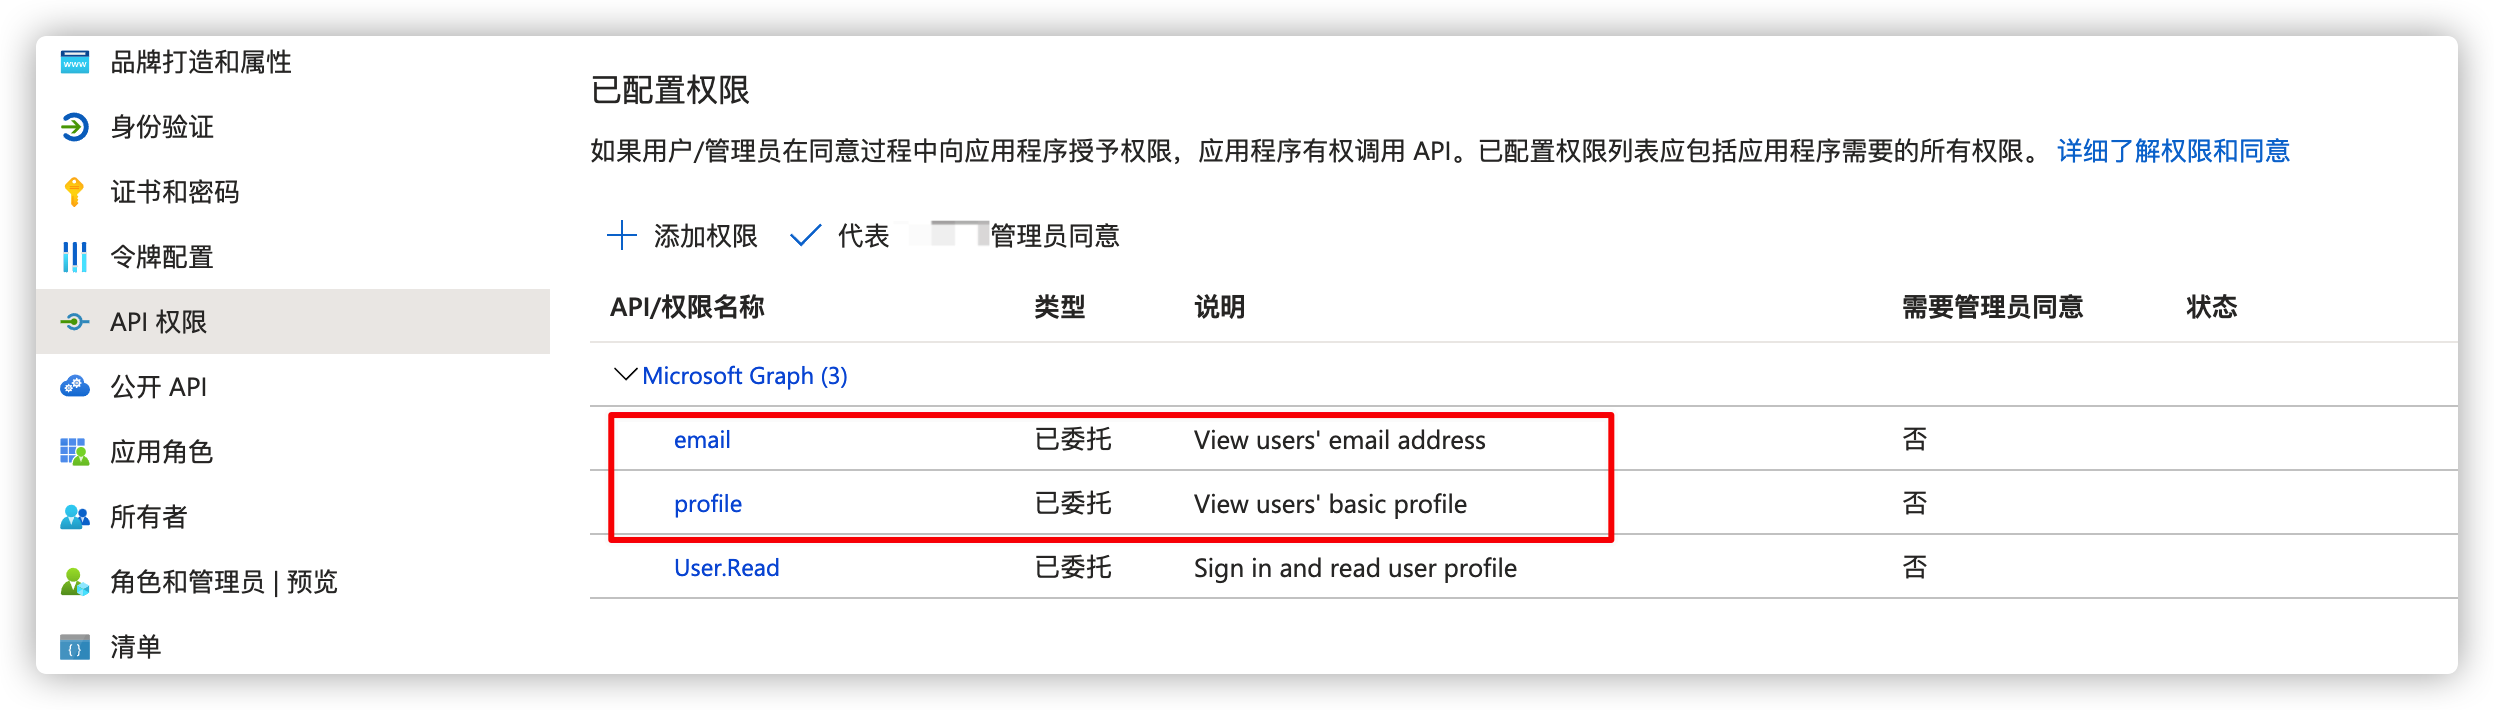 品牌打造和属性
身份验证
证书和密码
令牌配置
API 权限
公开 API
应用角色
所有者
角色和管理员 | 预览
清单
已配置权限
如果用户/管理员在同意过程中向应用程序授予权限，应用程序有权调用 API。已配置权限列表应包括应用程序需要的所有权限。 详细了解权限和同意
添加权限 代表 管理员同意
API/权限名称 类型 说明 需要管理员同意 状态
Microsoft Graph (3)
email 已委托 View users' email address 否
profile 已委托 View users' basic profile 否
User.Read 已委托 Sign in and read user profile 否